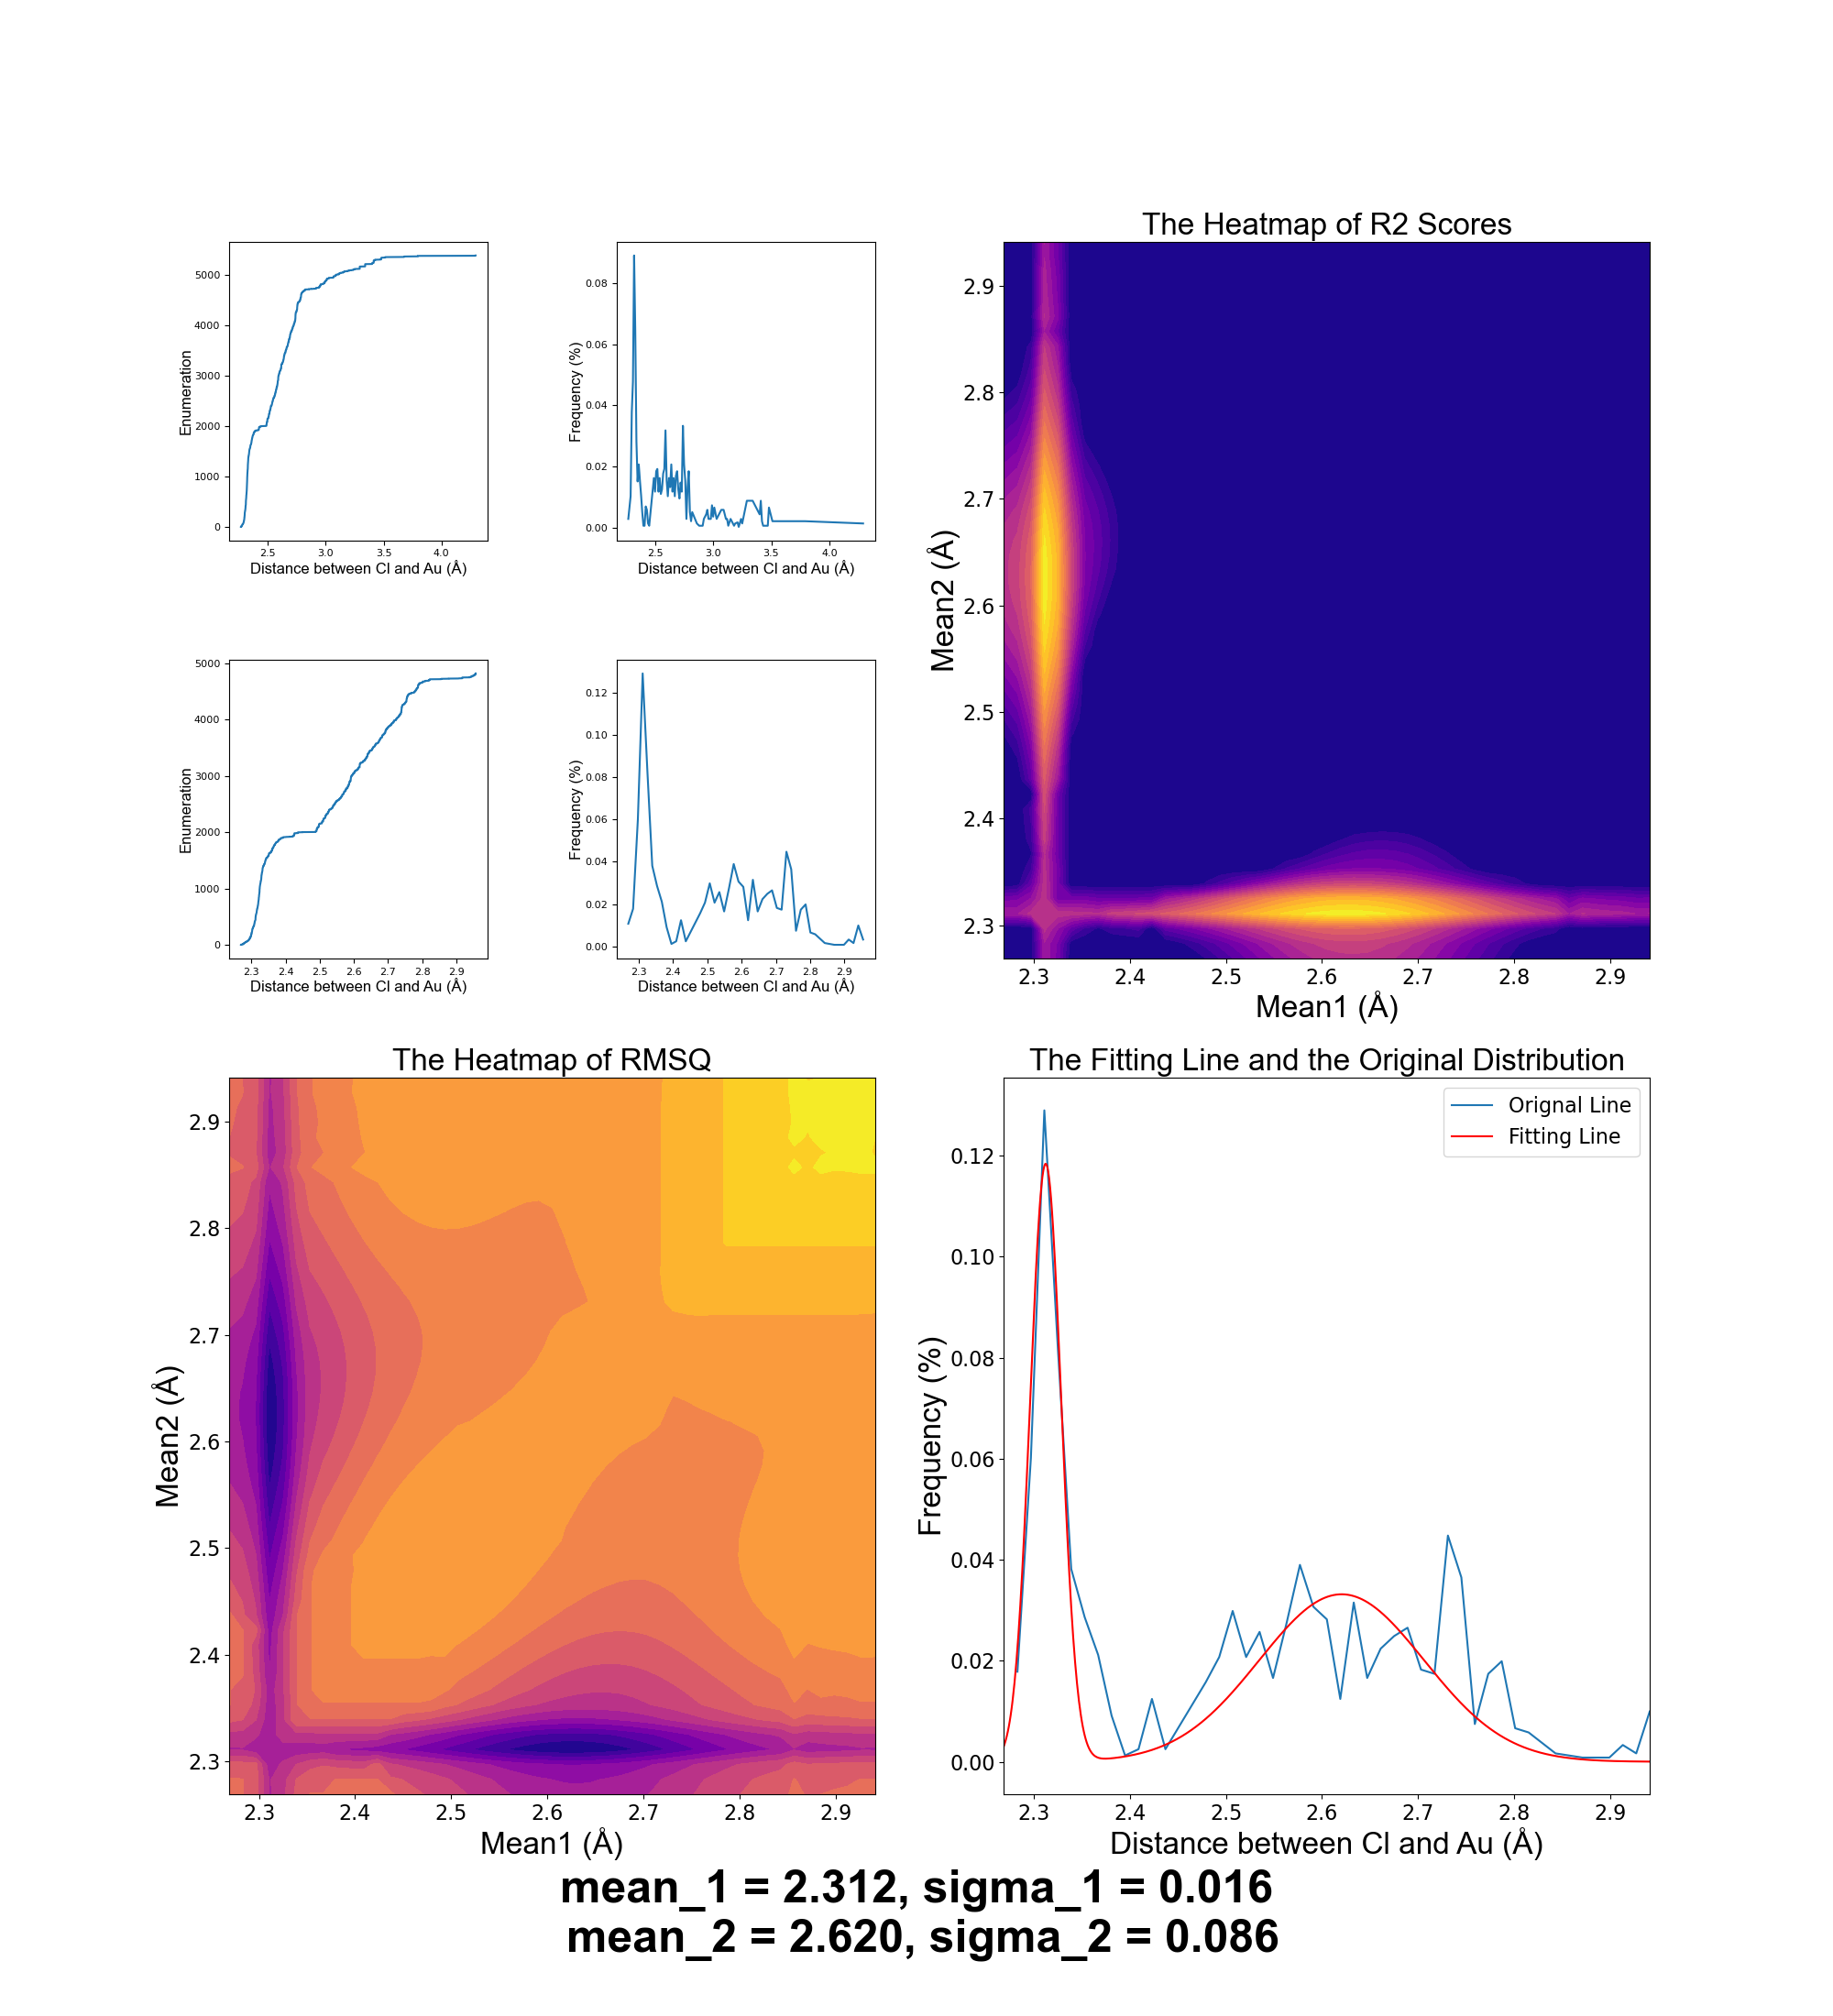 5000
4000
3000
2000
1000
0
Enumeration
2.5 3.0 3.5 4.0
Distance between Cl and Au (Å)
0.08
0.06
0.04
0.02
0.00
Frequency (%)
2.5 3.0 3.5 4.0
Distance between Cl and Au (Å)
5000
4000
3000
2000
1000
0
Enumeration
2.3 2.4 2.5 2.6 2.7 2.8 2.9
Distance between Cl and Au (Å)
0.12
0.10
0.08
0.06
0.04
0.02
0.00
Frequency (%)
2.3 2.4 2.5 2.6 2.7 2.8 2.9
Distance between Cl and Au (Å)
The Heatmap of R2 Scores
2.9
2.8
2.7
2.6
2.5
2.4
2.3
Mean2 (Å)
2.3 2.4 2.5 2.6 2.7 2.8 2.9
Mean1 (Å)
The Heatmap of RMSQ
2.9
2.8
2.7
2.6
2.5
2.4
2.3
Mean2 (Å)
2.3 2.4 2.5 2.6 2.7 2.8 2.9
Mean1 (Å)
The Fitting Line and the Original Distribution
Orignal Line
Fitting Line
0.12
0.10
0.08
0.06
0.04
0.02
0.00
Frequency (%)
2.3 2.4 2.5 2.6 2.7 2.8 2.9
Distance between Cl and Au (Å)
mean_1 = 2.312, sigma_1 = 0.016
mean_2 = 2.620, sigma_2 = 0.086